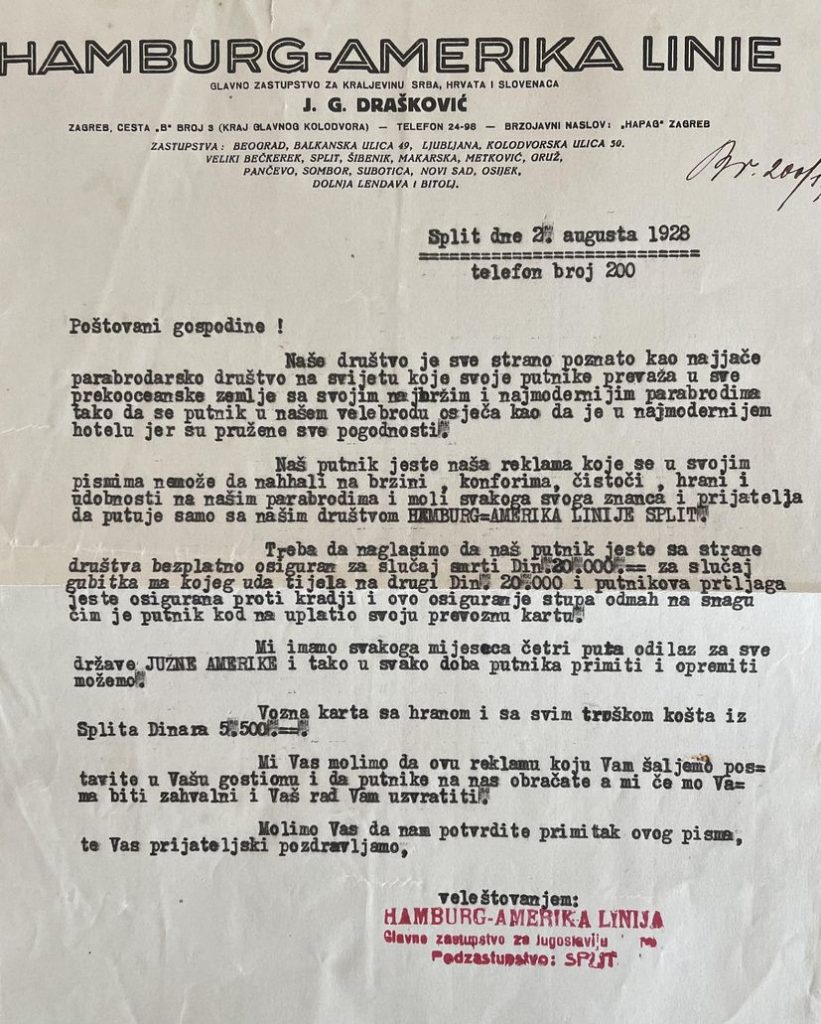 HAMBURG-AMERIKA LINIE
GLAVNO ZASTUPSTVO ZA KRALJEVINU SRBA, HRVATA I SLOVENACA
J. G. DRAŠKOVIĆ
ZAGREB, CESTA „B" BROJ 3 (KRAJ GLAVNOG KOLODVORA) — TELEFON 24-98 — BRZOJAVNI NASLOV: „HAPAG" ZAGREB
ZASTUPSTVA: BEOGRAD, BALKANSKA ULICA 49, LJUBLJANA, KOLODVORSKA ULICA 30.
VELIKI BEČKEREK, SPLIT, ŠIBENIK, MAKARSKA, METKOVIĆ, GRUŽ,
PANČEVO, SOMBOR, SUBOTICA, NOVI SAD, OSIJEK,
DOLNJA LENDAVA I BITOLJ.
Br. 200/
Split dne 2. augusta 1928
telefon broj 200
Poštovani gospodine !
Naše društvo je sve strano poznato kao najjače
parabrodarsko društvo na svijetu koje svoje putnike prevaža u sve
prekooceanske zemlje sa svojim najbržim i najmodernijim parabrodima
tako da se putnik u našem velebrodu osječa kao da je u najmodernijem
hotelu jer su pružene sve pogodnosti.
Naš putnik jeste naša reklama koje se u svojim
pismima nemože da nahhali na brzini , konforima, čistoči , hrani i
udobnosti na našim parabrodima i moli svakoga svoga znanca i prijatelja
da putuje samo sa našim društvom HAMBURG=AMERIKA LINIJE SPLIT.
Treba da naglasimo da naš putnik jeste sa strane
društva bezplatno osiguran za slučaj smrti Din.20.000.== za slučaj
gubitka ma kojeg uda tijela na drugi Din. 20.000 i putnikova prtljaga
jeste osigurana proti kradji i ovo osiguranje stupa odmah na snagu
čim je putnik kod na uplatio svoju prevoznu kartu.
Mi imamo svakoga mijeseca četri puta odilaz za sve
države JUŽNE AMERIKE i tako u svako doba putnika primiti i opremiti
možemo.
Vozna karta sa hranom i sa svim troškom košta iz
Splita Dinara 5.500.==.
Mi Vas molimo da ovu reklamu koju Vam šaljemo pos=
tavite u Vašu gostionu i da putnike na nas obračate a mi če mo Va=
ma biti zahvalni i Vaš rad Vam uzvratiti.
Molimo Vas da nam potvrdite primitak ovog pisma,
te Vas prijateljski pozdravljamo,
veleštovanjem:
HAMBURG-AMERIKA LINIJA
Glavno zastupstvo za Jugoslaviju
Podzastupstvo: SPLIT